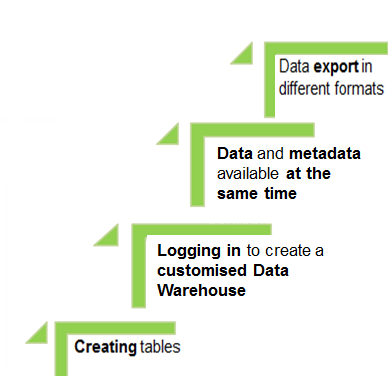 Data export in
different formats
Data and metadata
available at the
same time
Logging in to create a
customised Data
Warehouse
Creating tables